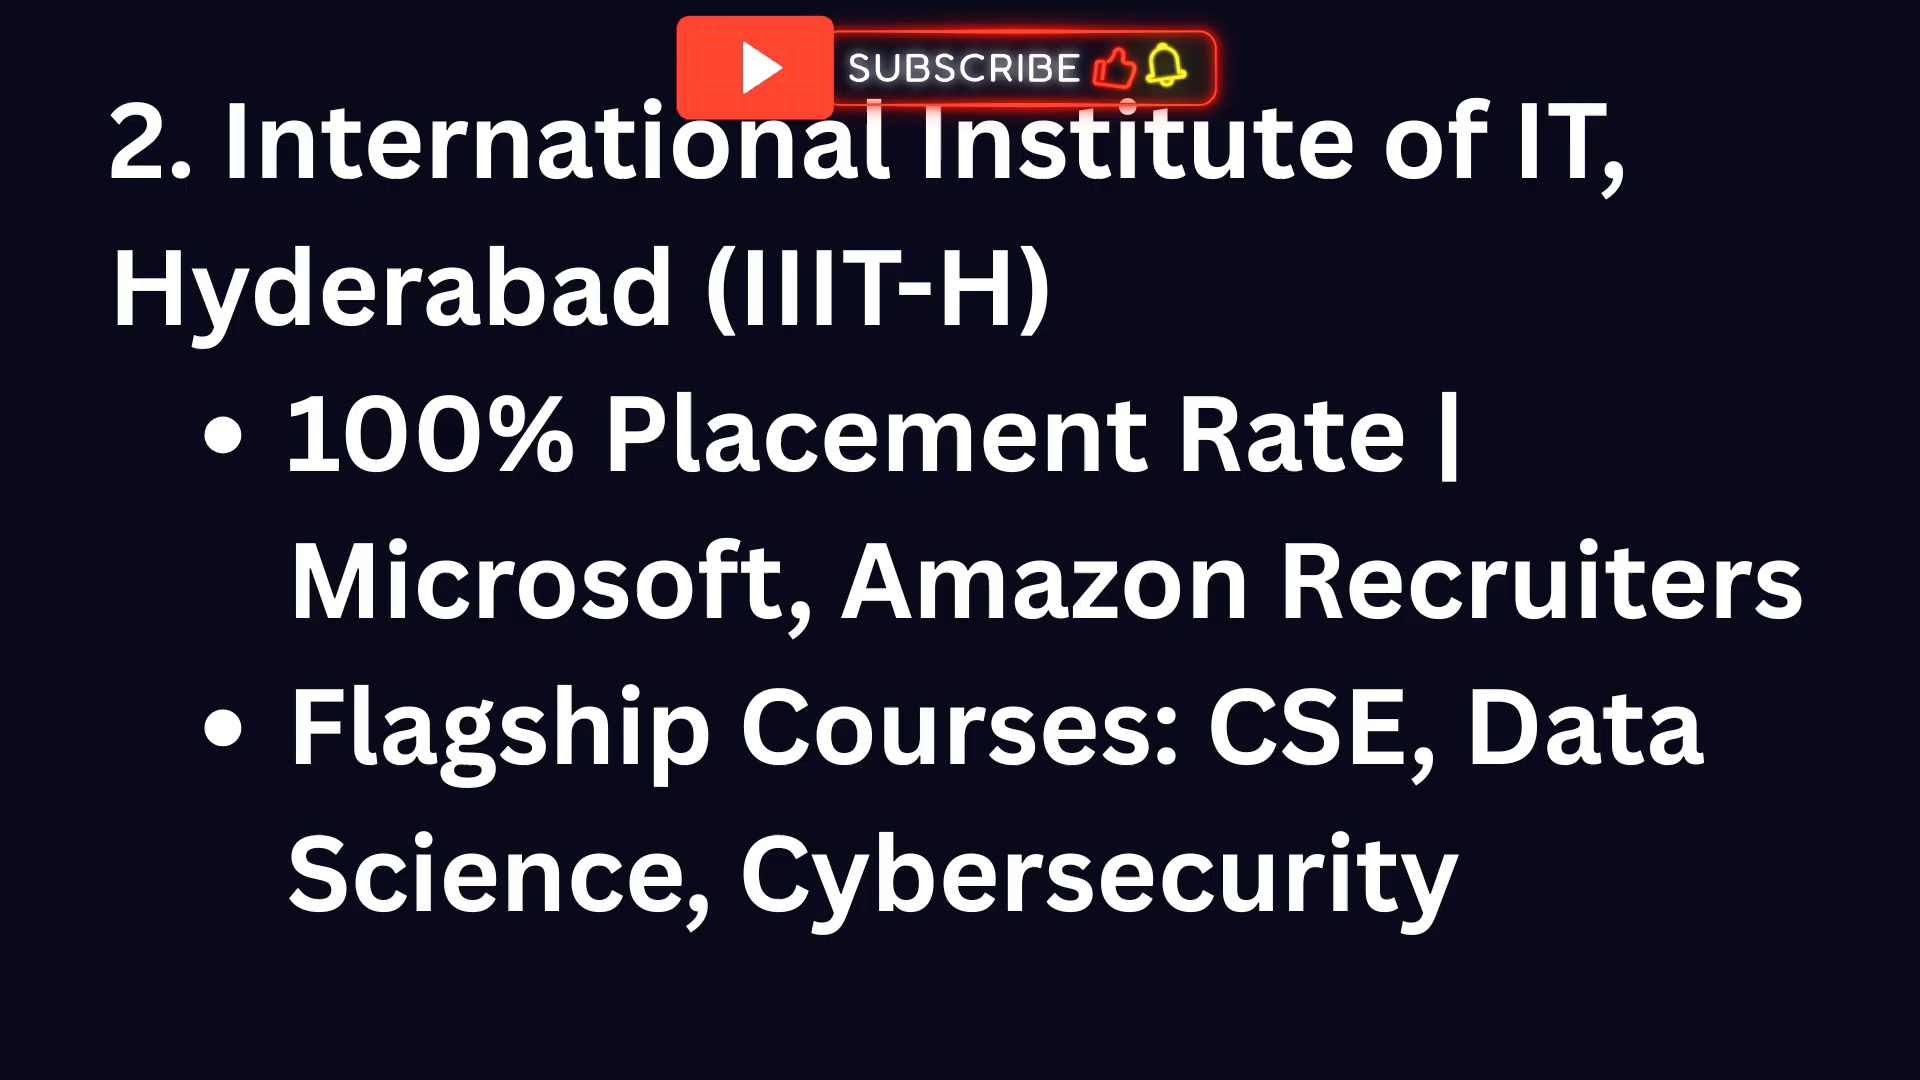 SUBSCRIBE
2. International Institute of IT,
Hyderabad (IIIT-H)
• 100% Placement Rate |
Microsoft, Amazon Recruiters
• Flagship Courses: CSE, Data
Science, Cybersecurity